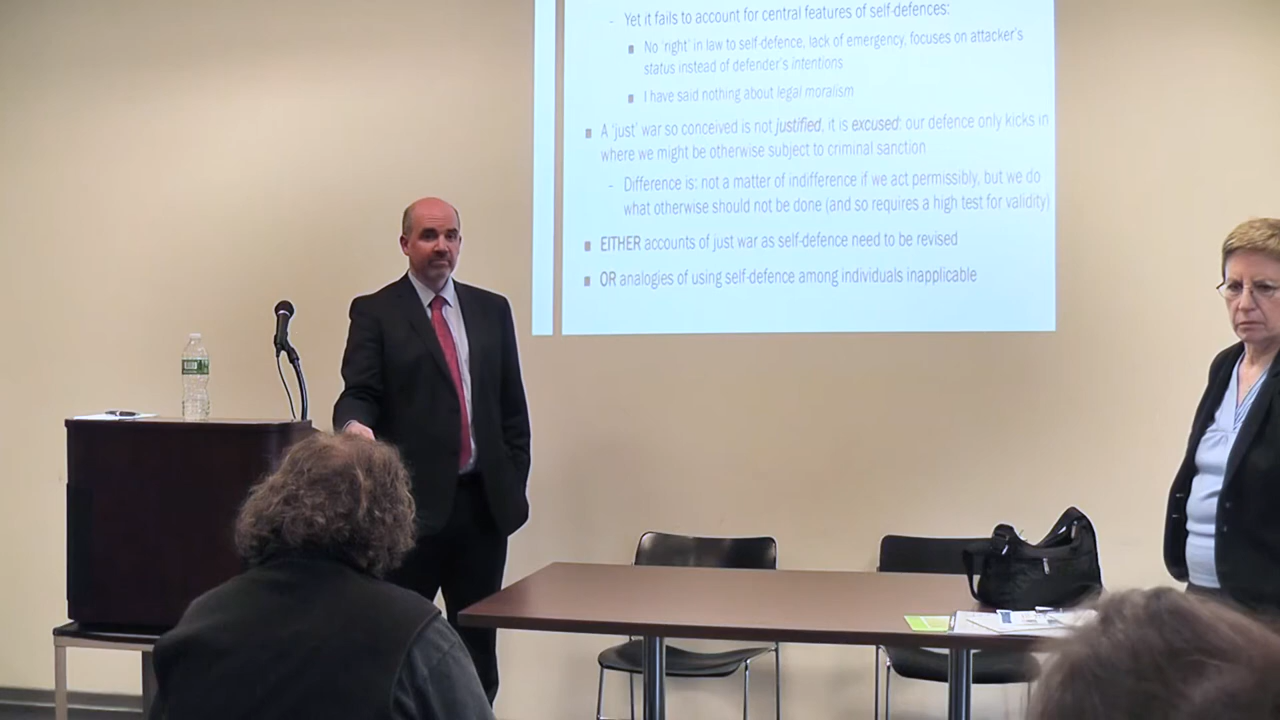 - Yet it fails to account for central features of self-defences:
■ No 'right' in law to self-defence, lack of emergency, focuses on attacker's
status instead of defender's intentions
■ I have said nothing about legal moralism
■ A 'just' war so conceived is not justified, it is excused: our defence only kicks in
where we might be otherwise subject to criminal sanction
- Difference is: not a matter of indifference if we act permissibly, but we do
what otherwise should not be done (and so requires a high test for validity)
■ EITHER accounts of just war as self-defence need to be revised
■ OR analogies of using self-defence among individuals inapplicable